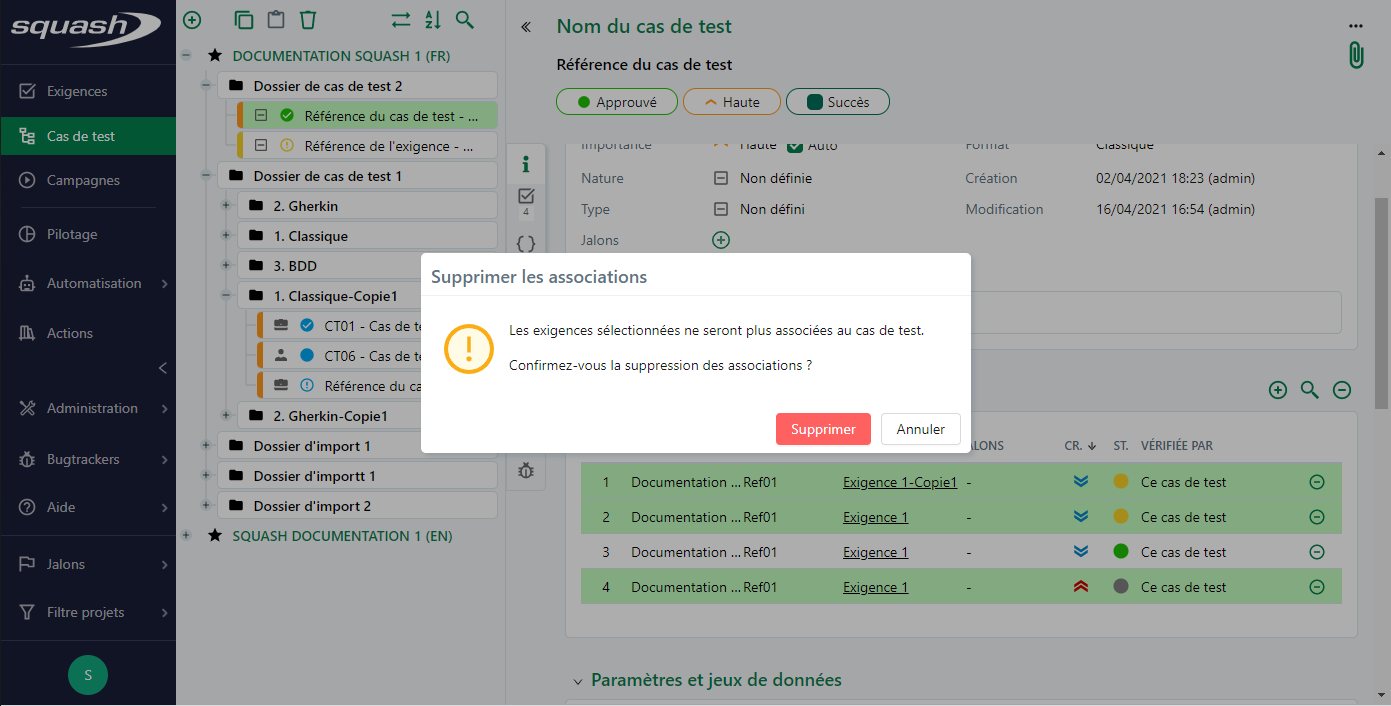 squash
Exigences
Cas de test
Campagnes
Pilotage
Automatisation
Actions
Administration
Bugtrackers
Aide
Jalons
Filtre projets
S
DOCUMENTATION SQUASH 1 (FR)
Dossier de cas de test 2
Référence du cas de test - ...
Référence de l'exigence - ...
Dossier de cas de test 1
2. Gherkin
1. Classique
3. BDD
1. Classique-Copie1
CT01 - Cas de te
CT06 - Cas de te
Référence du ca
2. Gherkin-Copie1
Dossier d'import 1
Dossier d'importt 1
Dossier d'import 2
SQUASH DOCUMENTATION 1 (EN)
Nom du cas de test
Référence du cas de test
Approuvé Haute Succès
Importance Haute Auto Format Classique
Nature Non définie Création 02/04/2021 18:23 (admin)
Type Non défini Modification 16/04/2021 16:54 (admin)
Jalons
4
Supprimer les associations
Les exigences sélectionnées ne seront plus associées au cas de test.
Confirmez-vous la suppression des associations ?
Supprimer Annuler
ALONS CR. ST. VÉRIFIÉE PAR
1 Documentation ... Ref01 Exigence 1-Copie1 - Ce cas de test
2 Documentation ... Ref01 Exigence 1 - Ce cas de test
3 Documentation ... Ref01 Exigence 1 - Ce cas de test
4 Documentation ... Ref01 Exigence 1 - Ce cas de test
Paramètres et jeux de données